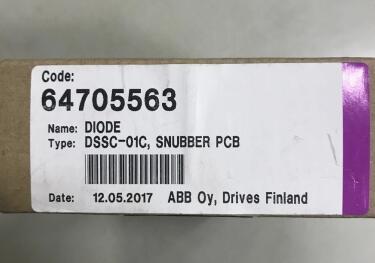 Code:
64705563
Name: DIODE
Type: DSSC-01C, SNUBBER PCB
Date: 12.05.2017 ABB Oy, Drives Finland